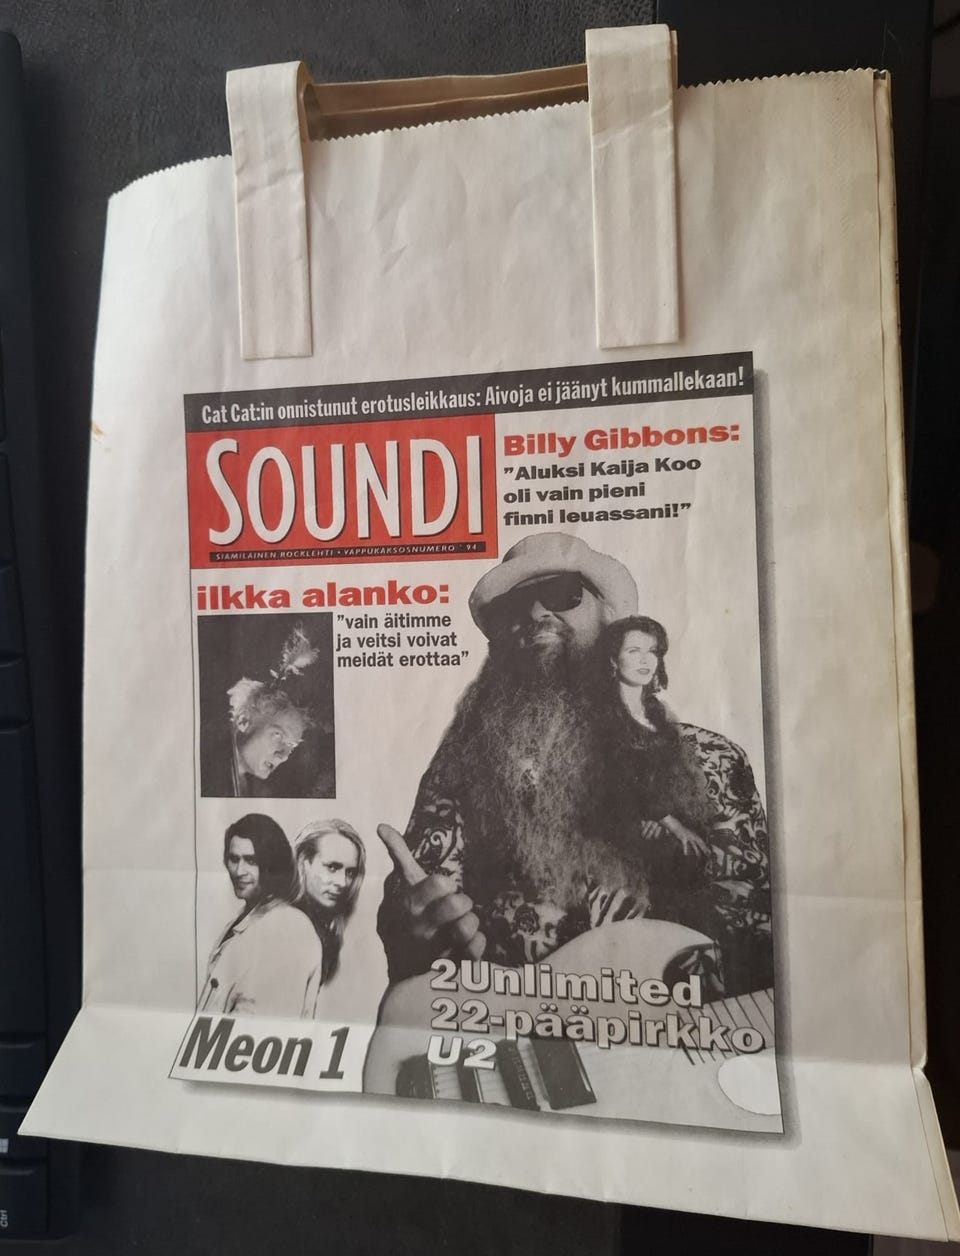 Cat Cat:in onnistunut erotusleikkaus: Aivoja ei jäänyt kummallekaan!
SOUNDI
SIAMILAINEN ROCKLEHTI • VAPPUKAKSOSNUMERO '94
Billy Gibbons:
”Aluksi Kaija Koo
oli vain pieni
finni leuassani!”
ilkka alanko:
”vain äitimme
ja veitsi voivat
meidät erottaa”
2Unlimited
22-pääpirkko
U2
Meon 1
Ctrl